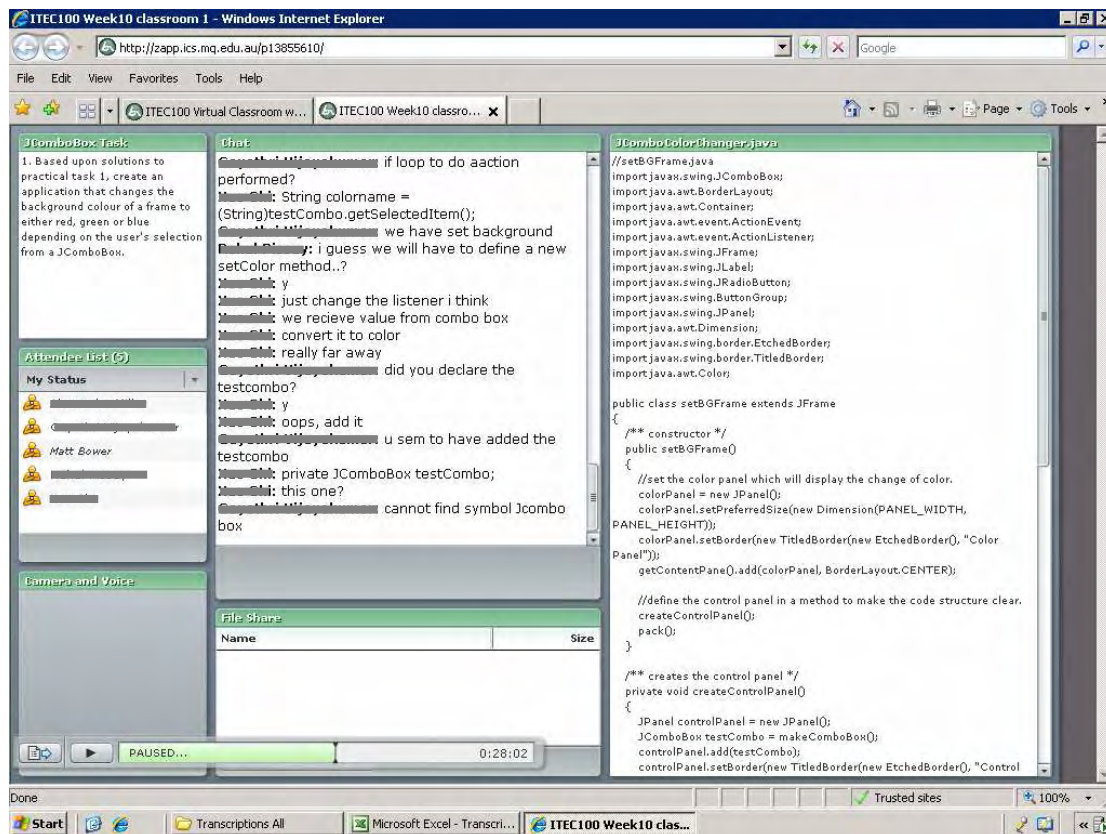 ITEC100 Week10 classroom 1 - Windows Internet Explorer
http://zapp.ics.mq.edu.au/p13855610/
Google
File Edit View Favorites Tools Help
ITEC100 Virtual Classroom w...
ITEC100 Week10 classro...
Page
Tools
JComboBox Task
1. Based upon solutions to
practical task 1, create an
application that changes the
background colour of a frame to
either red, green or blue
depending on the user's selection
from a JComboBox.
Attendee List (5)
My Status
Matt Bower
Camera and Voice
Chat
if loop to do aaction
performed?
String colorname =
(String)testCombo.getSelectedItem();
we have set background
i guess we will have to define a
new setColor method..?
y
just change the listener i think
we recieve value from combo box
convert it to color
really far away
did you declare the
testcombo?
y
oops, add it
u sem to have added the
testcombo
private JComboBox testCombo;
this one?
cannot find symbol Jcombo
box
File Share
Name Size
PAUSED... 0:28:02
JComboColorChanger.java
//setBGFrame.java
import javax.swing.JComboBox;
import java.awt.BorderLayout;
import java.awt.Container;
import java.awt.event.ActionEvent;
import java.awt.event.ActionListener;
import javax.swing.JFrame;
import javax.swing.JLabel;
import javax.swing.JRadioButton;
import javax.swing.ButtonGroup;
import javax.swing.JPanel;
import java.awt.Dimension;
import javax.swing.border.EtchedBorder;
import javax.swing.border.TitledBorder;
import java.awt.Color;
public class setBGFrame extends JFrame
{
/** constructor */
public setBGFrame()
{
//set the color panel which will display the change of color.
colorPanel = new JPanel();
colorPanel.setPreferredSize(new Dimension(PANEL_WIDTH,
PANEL_HEIGHT));
colorPanel.setBorder(new TitledBorder(new EtchedBorder(), "Color
Panel"));
getContentPane().add(colorPanel, BorderLayout.CENTER);
//define the control panel in a method to make the code structure clear.
createControlPanel();
pack();
}
/** creates the control panel */
private void createControlPanel()
{
JPanel controlPanel = new JPanel();
JComboBox testCombo = makeComboBox();
controlPanel.add(testCombo);
controlPanel.setBorder(new TitledBorder(new EtchedBorder(), "Control
Done
Trusted sites
100%
Start
Transcriptions All
Microsoft Excel - Transcri...
ITEC100 Week10 clas...